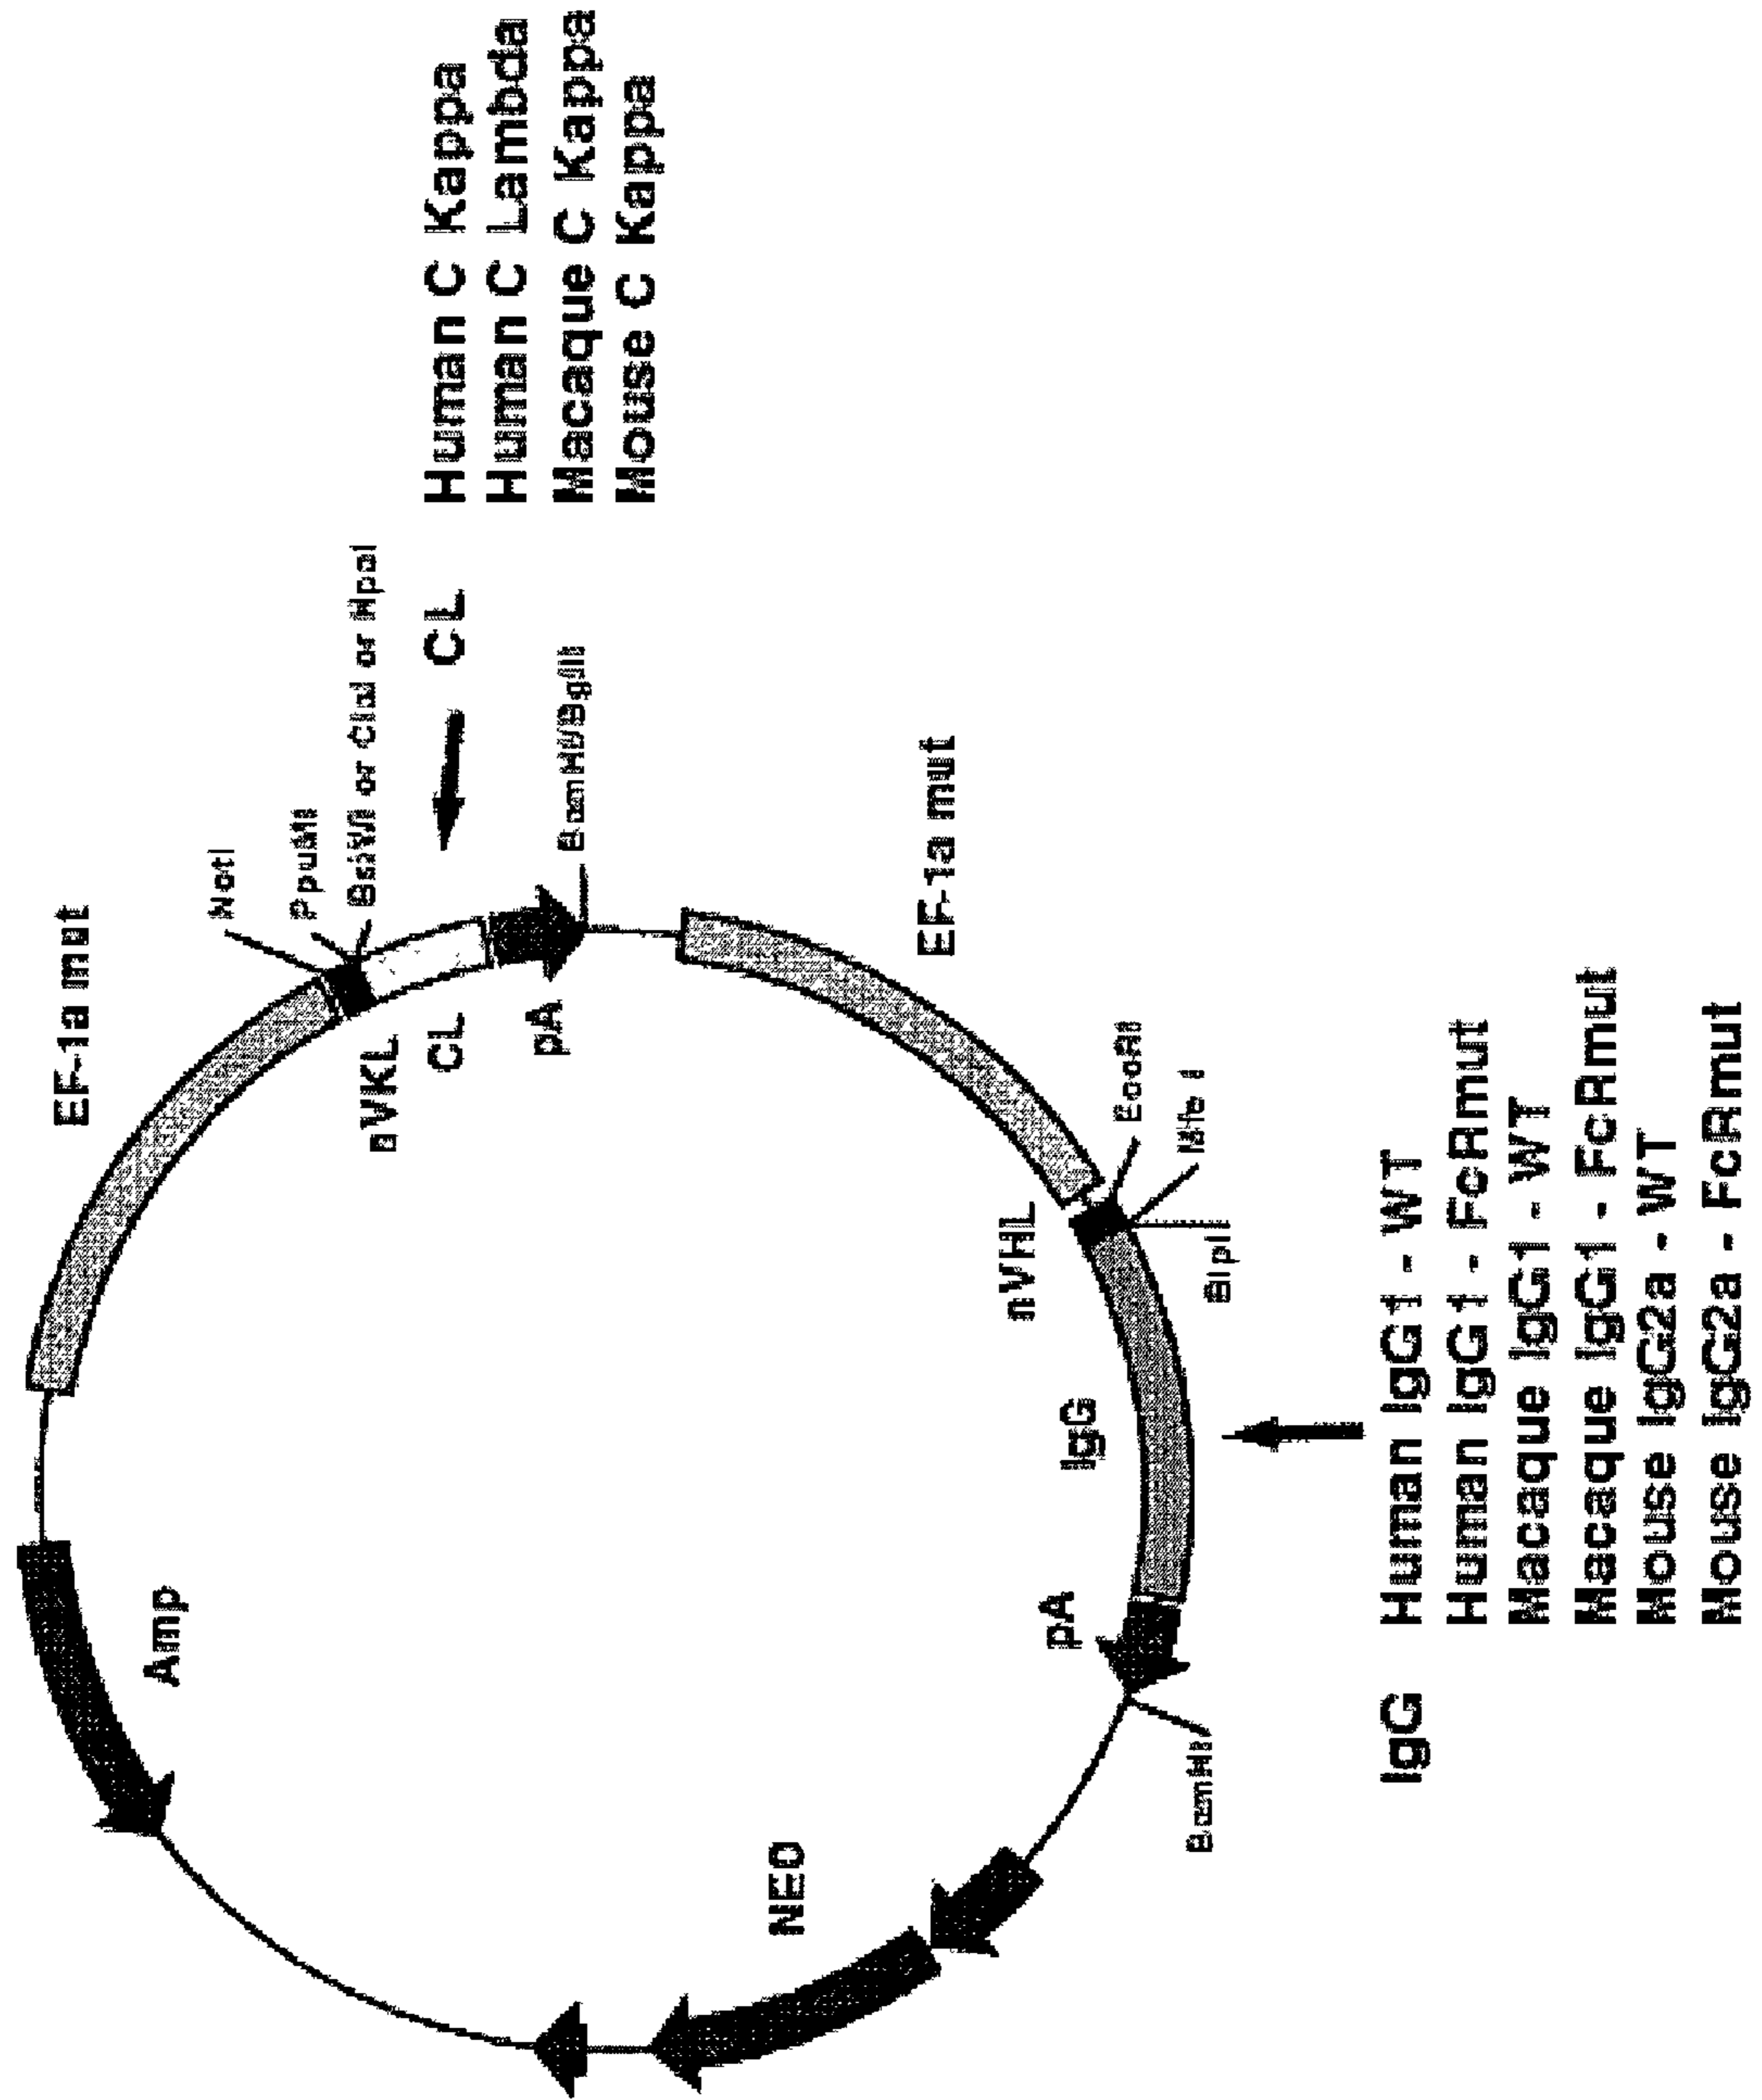 EF-1a mut
NotI
PpuMI
BsiWI or ClaI or HpaI
nVKL
CL
pA
CL
Human C Kappa
Human C Lambda
Macaque C Kappa
Mouse C Kappa
BamHI/BglII
EF-1a mut
nVHL
EcoRI
Mfe I
BlpI
IgG
pA
BamHI
NEO
Amp
IgG
Human IgG1 - WT
Human IgG1 - FcRmut
Macaque IgG1 - WT
Macaque IgG1 - FcRmut
Mouse IgG2a - WT
Mouse IgG2a - FcRmut